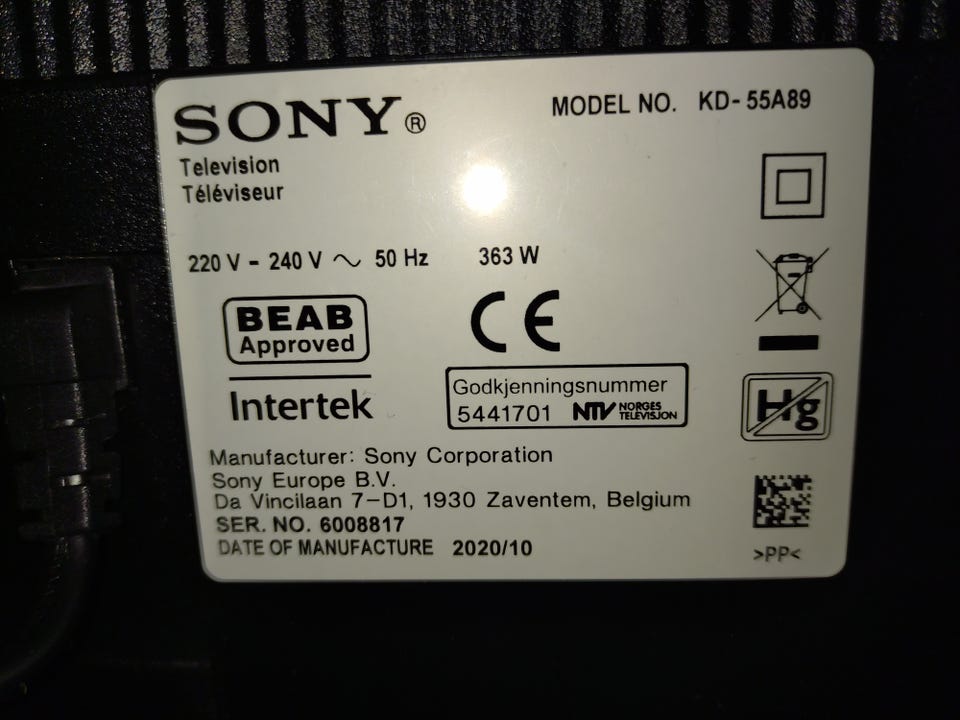 SONY®
MODEL NO. KD-55A89
Television
Téléviseur
220 V - 240 V ~ 50 Hz 363 W
BEAB
Approved
Intertek
CE
Godkjenningsnummer
5441701 NTV NORGES TELEVISJON
Hg
Manufacturer: Sony Corporation
Sony Europe B.V.
Da Vincilaan 7-D1, 1930 Zaventem, Belgium
SER. NO. 6008817
DATE OF MANUFACTURE 2020/10
>PP<